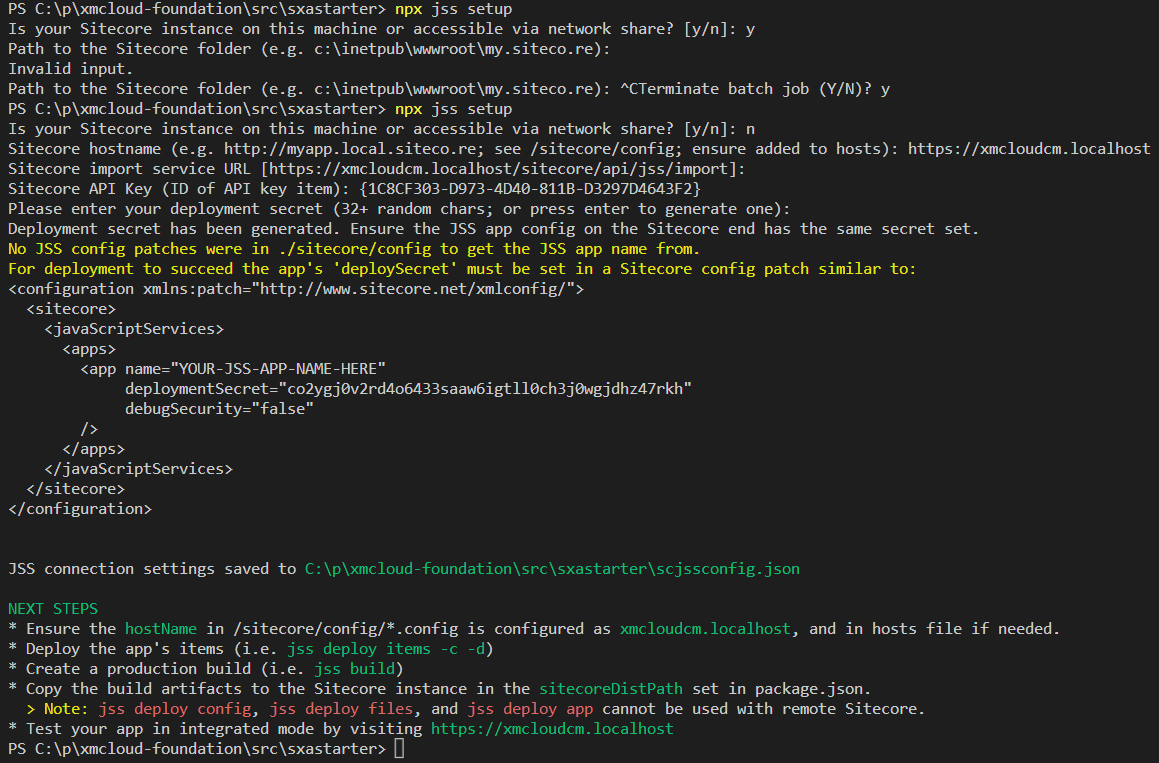 PS C:\p\xmcloud-foundation\src\sxastarter> npx jss setup
Is your Sitecore instance on this machine or accessible via network share? [y/n]: y
Path to the Sitecore folder (e.g. c:\inetpub\wwwroot\my.siteco.re):
Invalid input.
Path to the Sitecore folder (e.g. c:\inetpub\wwwroot\my.siteco.re): ^CTerminate batch job (Y/N)? y
PS C:\p\xmcloud-foundation\src\sxastarter> npx jss setup
Is your Sitecore instance on this machine or accessible via network share? [y/n]: n
Sitecore hostname (e.g. http://myapp.local.siteco.re; see /sitecore/config; ensure added to hosts): https://xmcloudcm.localhost
Sitecore import service URL [https://xmcloudcm.localhost/sitecore/api/jss/import]:
Sitecore API Key (ID of API key item): {1C8CF303-D973-4D40-811B-D3297D4643F2}
Please enter your deployment secret (32+ random chars; or press enter to generate one):
Deployment secret has been generated. Ensure the JSS app config on the Sitecore end has the same secret set.
No JSS config patches were in ./sitecore/config to get the JSS app name from.
For deployment to succeed the app's 'deploySecret' must be set in a Sitecore config patch similar to:
<configuration xmlns:patch="http://www.sitecore.net/xmlconfig/">
  <sitecore>
    <javaScriptServices>
      <apps>
        <app name="YOUR-JSS-APP-NAME-HERE"
             deploymentSecret="co2ygj0v2rd4o6433saaw6igtll0ch3j0wgjdhz47rkh"
             debugSecurity="false"
        />
      </apps>
    </javaScriptServices>
  </sitecore>
</configuration>
JSS connection settings saved to C:\p\xmcloud-foundation\src\sxastarter\scjssconfig.json
NEXT STEPS
* Ensure the hostName in /sitecore/config/*.config is configured as xmcloudcm.localhost, and in hosts file if needed.
* Deploy the app's items (i.e. jss deploy items -c -d)
* Create a production build (i.e. jss build)
* Copy the build artifacts to the Sitecore instance in the sitecoreDistPath set in package.json.
  > Note: jss deploy config, jss deploy files, and jss deploy app cannot be used with remote Sitecore.
* Test your app in integrated mode by visiting https://xmcloudcm.localhost
PS C:\p\xmcloud-foundation\src\sxastarter>